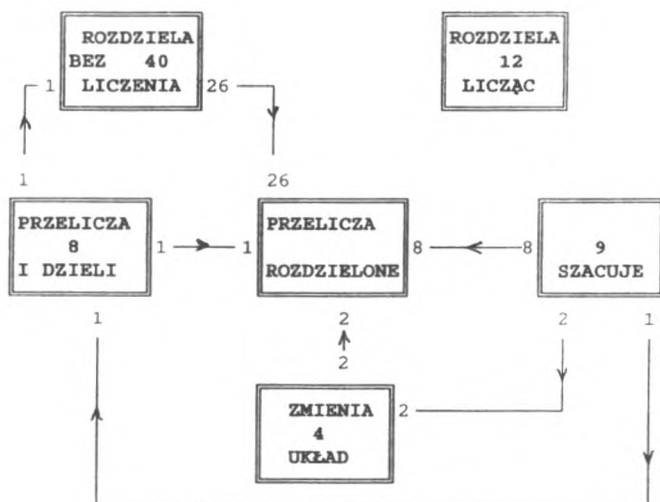 ROZDZIELA
BEZ 40
LICZENIA
ROZDZIELA
12
LICZĄC
1
26
1
26
PRZELICZA
8
I DZIELI
1
1
PRZELICZA
ROZDZIELONE
8
8
9
SZACUJE
1
2
2
1
2
ZMIENIA
4
UKŁAD
2